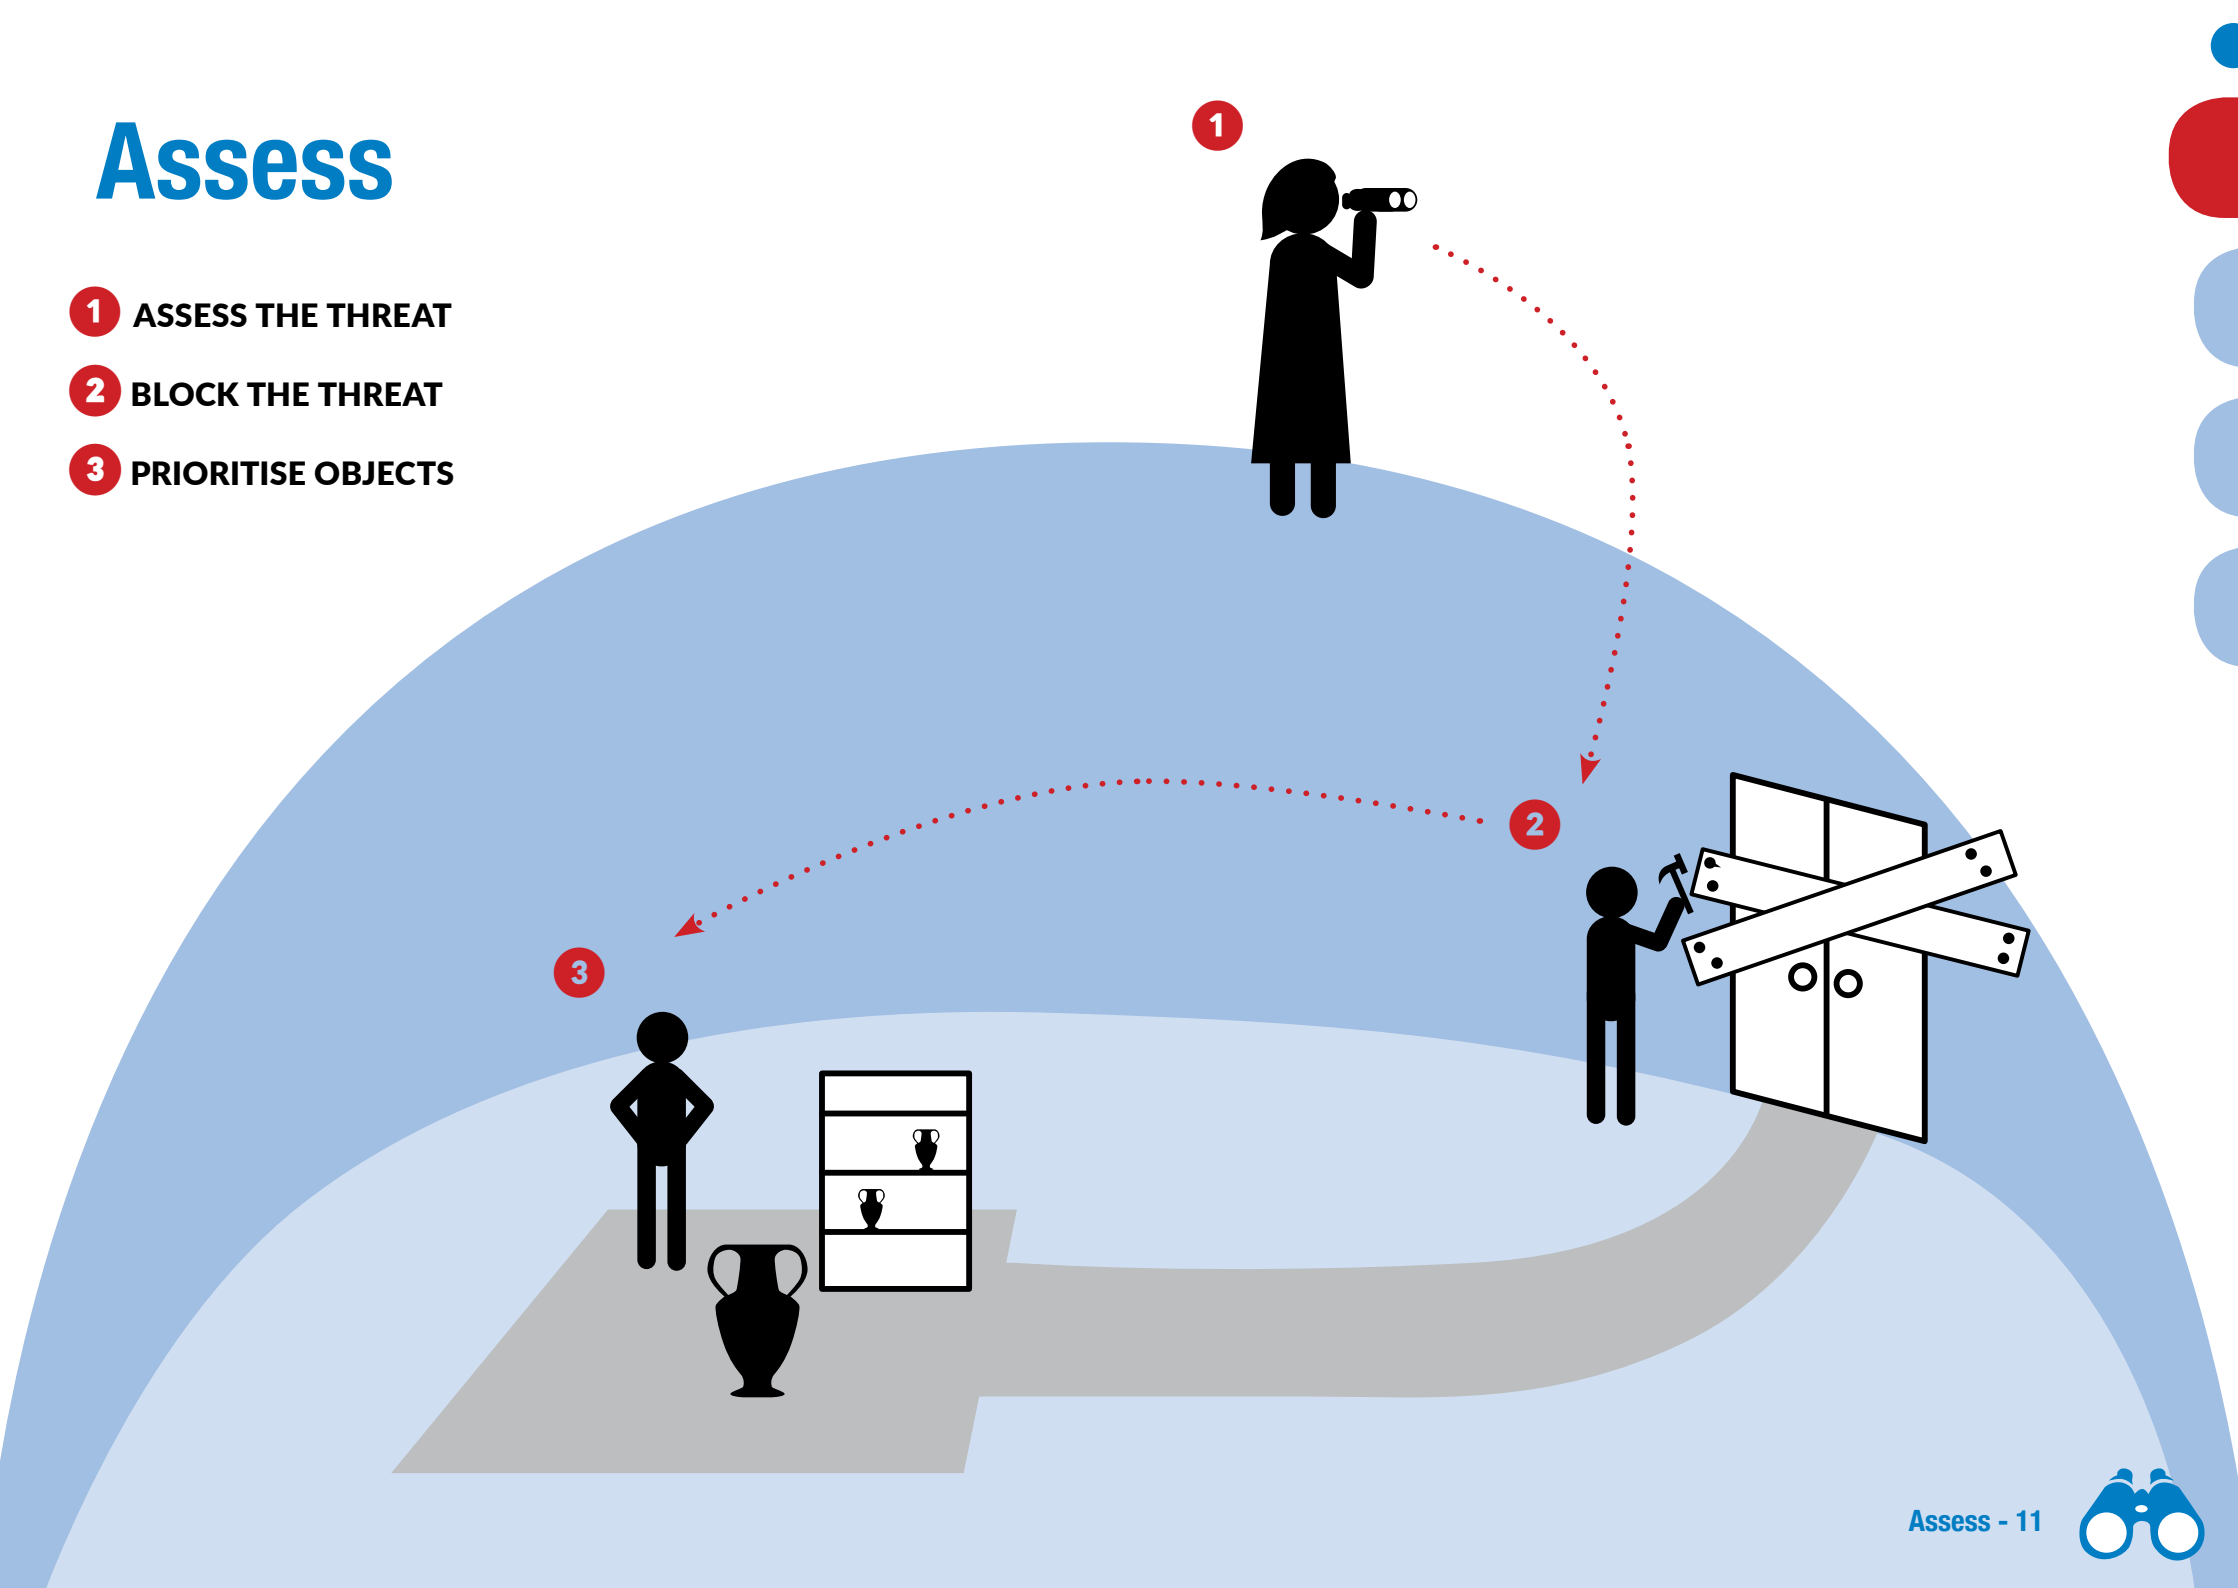 Assess
1 ASSESS THE THREAT
2 BLOCK THE THREAT
3 PRIORITISE OBJECTS
1
2
3
Assess - 11